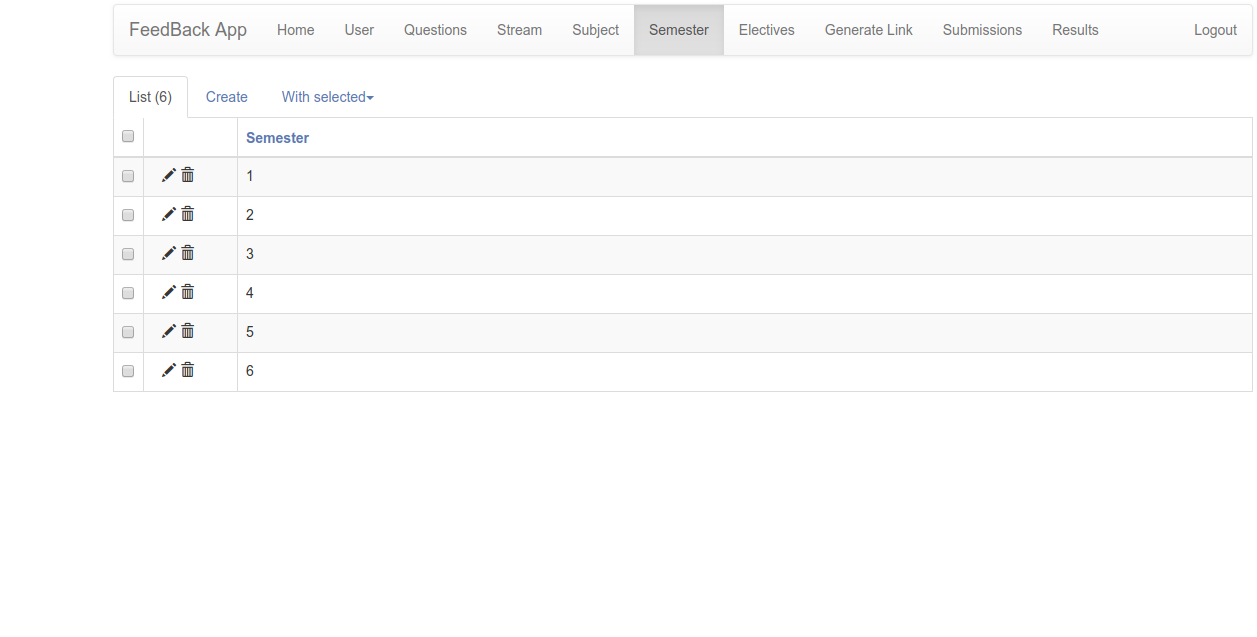 FeedBack App Home User Questions Stream Subject Semester Electives Generate Link Submissions Results Logout
List (6) Create With selected
Semester
1
2
3
4
5
6